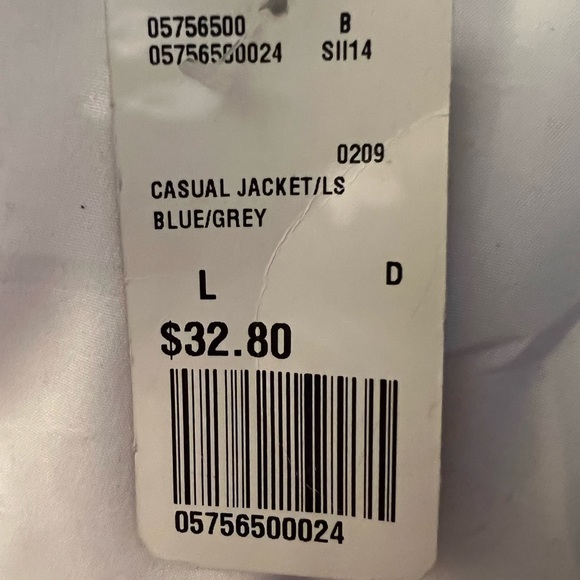 05756500 B
05756500024 SII14
0209
CASUAL JACKET/LS
BLUE/GREY
L D
$32.80
05756500024